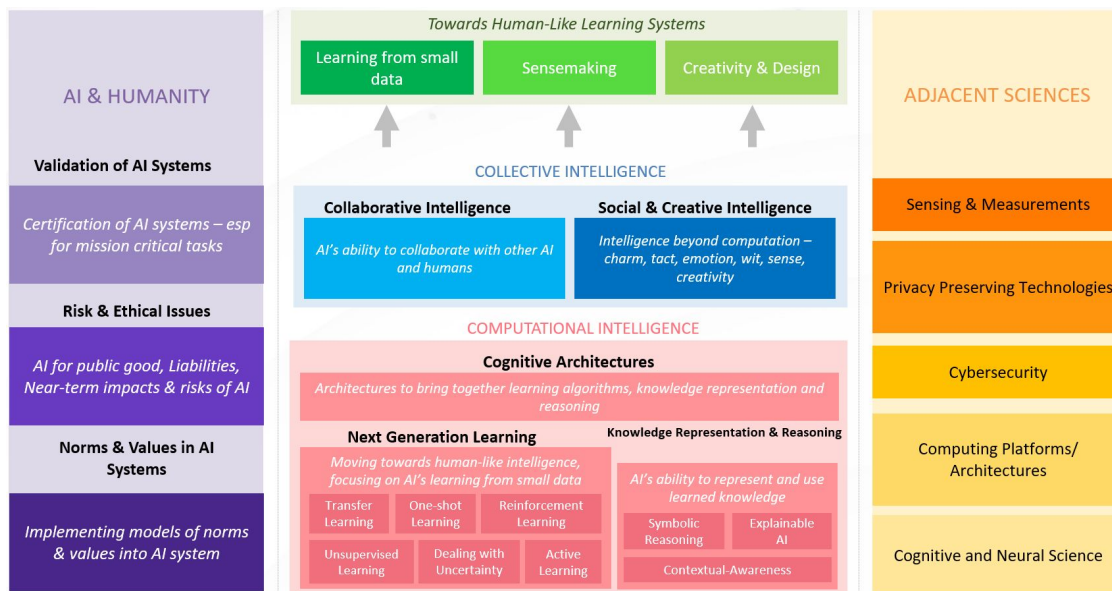 AI & HUMANITY
Validation of AI Systems
Certification of AI systems – esp
for mission critical tasks
Risk & Ethical Issues
AI for public good, Liabilities,
Near-term impacts & risks of AI
Norms & Values in AI
Systems
Implementing models of norms
& values into AI system
Towards Human-Like Learning Systems
Learning from small
data
Sensemaking
Creativity & Design
COLLECTIVE INTELLIGENCE
Collaborative Intelligence
AI's ability to collaborate with other AI
and humans
Social & Creative Intelligence
Intelligence beyond computation –
charm, tact, emotion, wit, sense,
creativity
COMPUTATIONAL INTELLIGENCE
Cognitive Architectures
Architectures to bring together learning algorithms, knowledge representation and
reasoning
Next Generation Learning
Moving towards human-like intelligence,
focusing on AI's learning from small data
Transfer
Learning
One-shot
Learning
Reinforcement
Learning
Unsupervised
Learning
Dealing with
Uncertainty
Active
Learning
Knowledge Representation & Reasoning
AI's ability to represent and use
learned knowledge
Symbolic
Reasoning
Explainable
AI
Contextual-Awareness
ADJACENT SCIENCES
Sensing & Measurements
Privacy Preserving Technologies
Cybersecurity
Computing Platforms/
Architectures
Cognitive and Neural Science